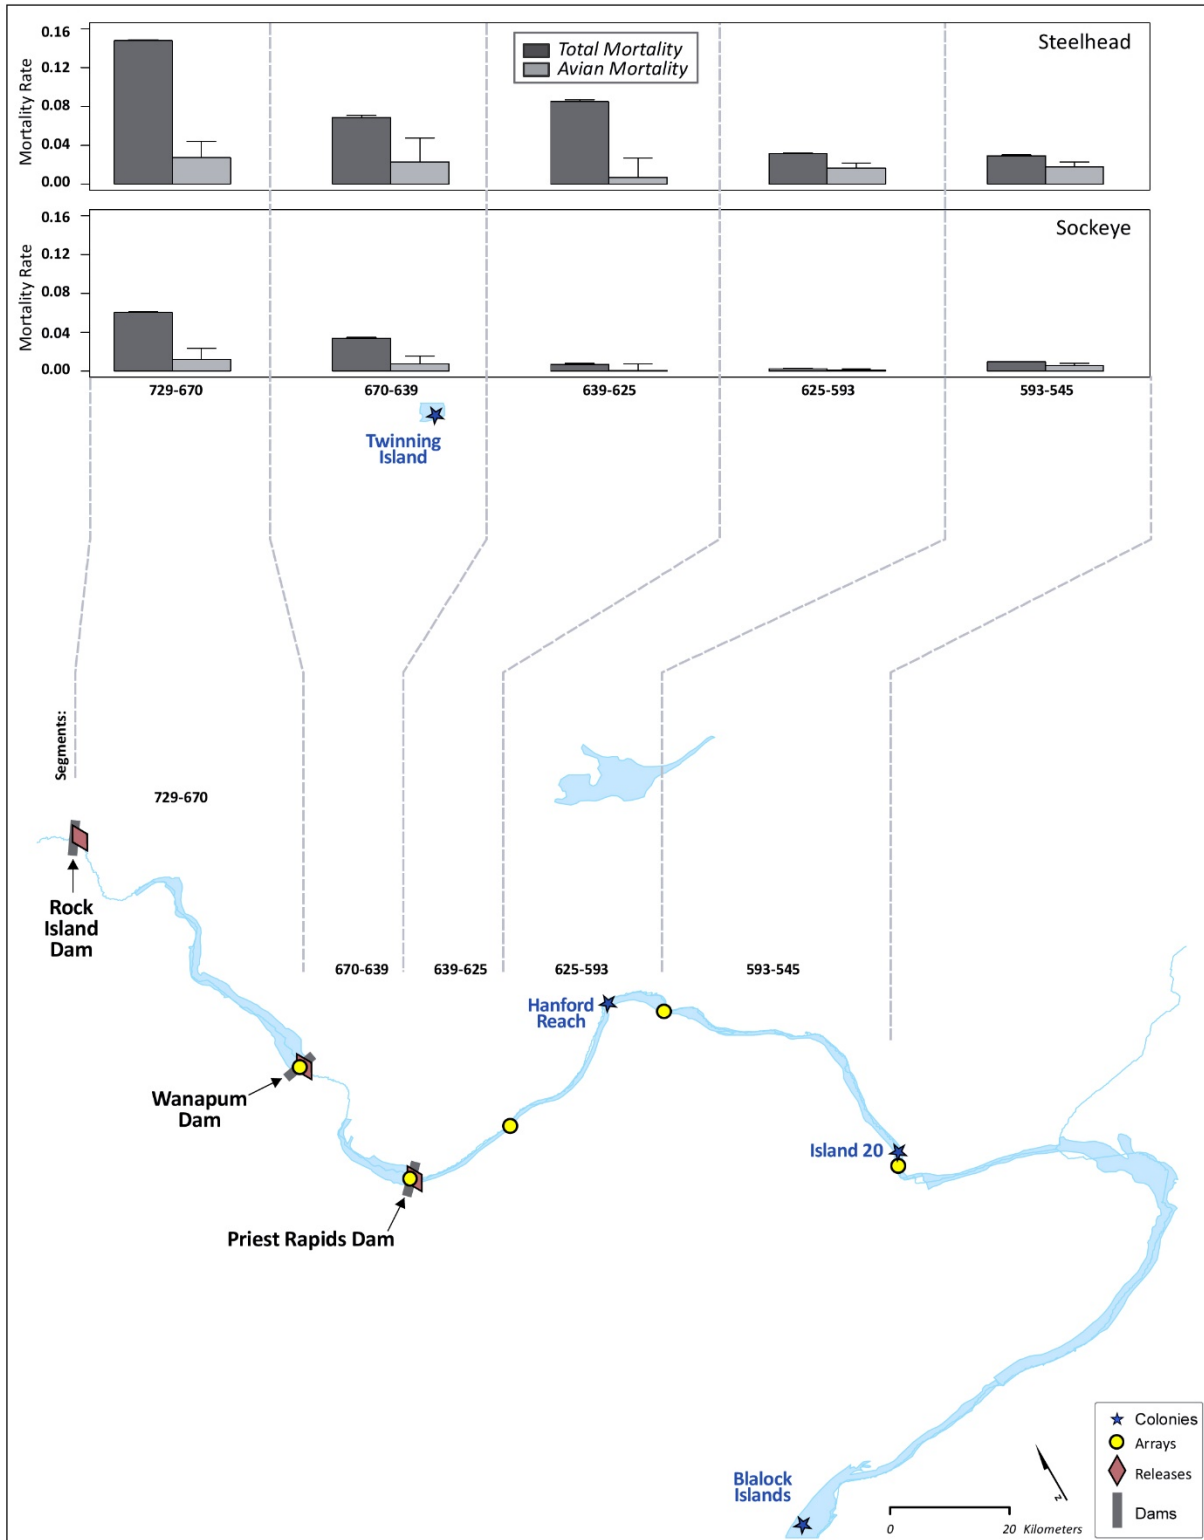 Steelhead
Total Mortality
Avian Mortality
Mortality Rate
0.16
0.12
0.08
0.04
0.00
Sockeye
Mortality Rate
0.16
0.12
0.08
0.04
0.00
729-670
670-639
639-625
625-593
593-545
Twinning
Island
Segments:
729-670
Rock
Island
Dam
670-639
639-625
625-593
593-545
Hanford
Reach
Wanapum
Dam
Island 20
Priest Rapids Dam
Blalock
Islands
N
0
20 Kilometers
Colonies
Arrays
Releases
Dams